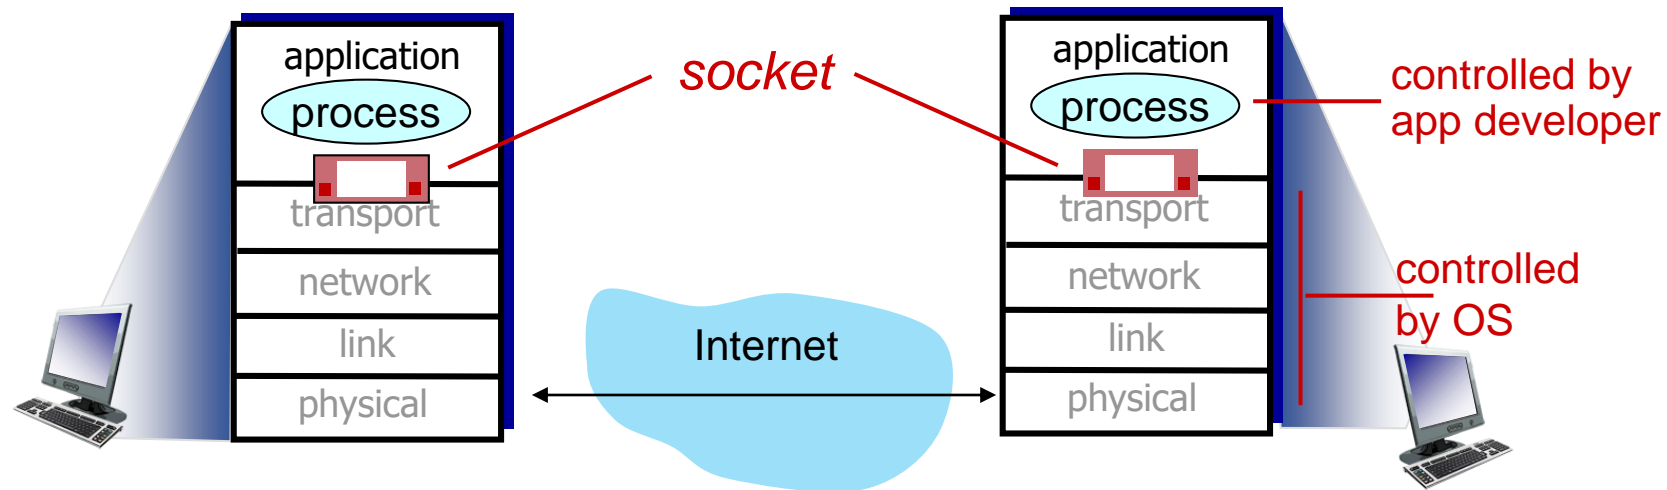 application
process
transport
network
link
physical
socket
Internet
application
process
transport
network
link
physical
controlled by
app developer
controlled
by OS